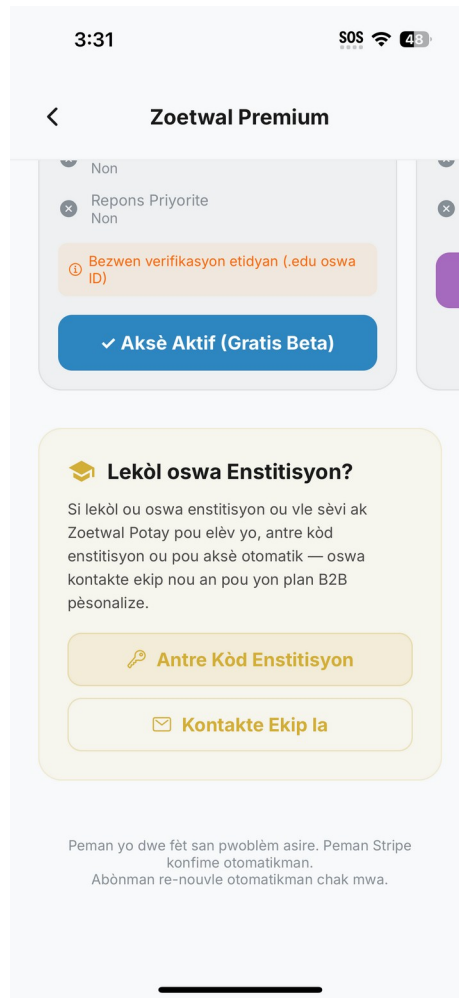 3:31
SOS
48
Zoetwal Premium
Non
Repons Priyorite
Non
Bezwen verifikasyon etidyan (.edu oswa
ID)
✓ Aksè Aktif (Gratis Beta)
Lekòl oswa Enstitisyon?
Si lekòl ou oswa enstitisyon ou vle sèvi ak
Zoetwal Potay pou elèv yo, antre kòd
enstitisyon ou pou aksè otomatik — oswa
kontakte ekip nou an pou yon plan B2B
pèsonalize.
Antre Kòd Enstitisyon
Kontakte Ekip la
Peman yo dwe fèt san pwoblèm asire. Peman Stripe
konfime otomatikman.
Abònman re-nouvle otomatikman chak mwa.